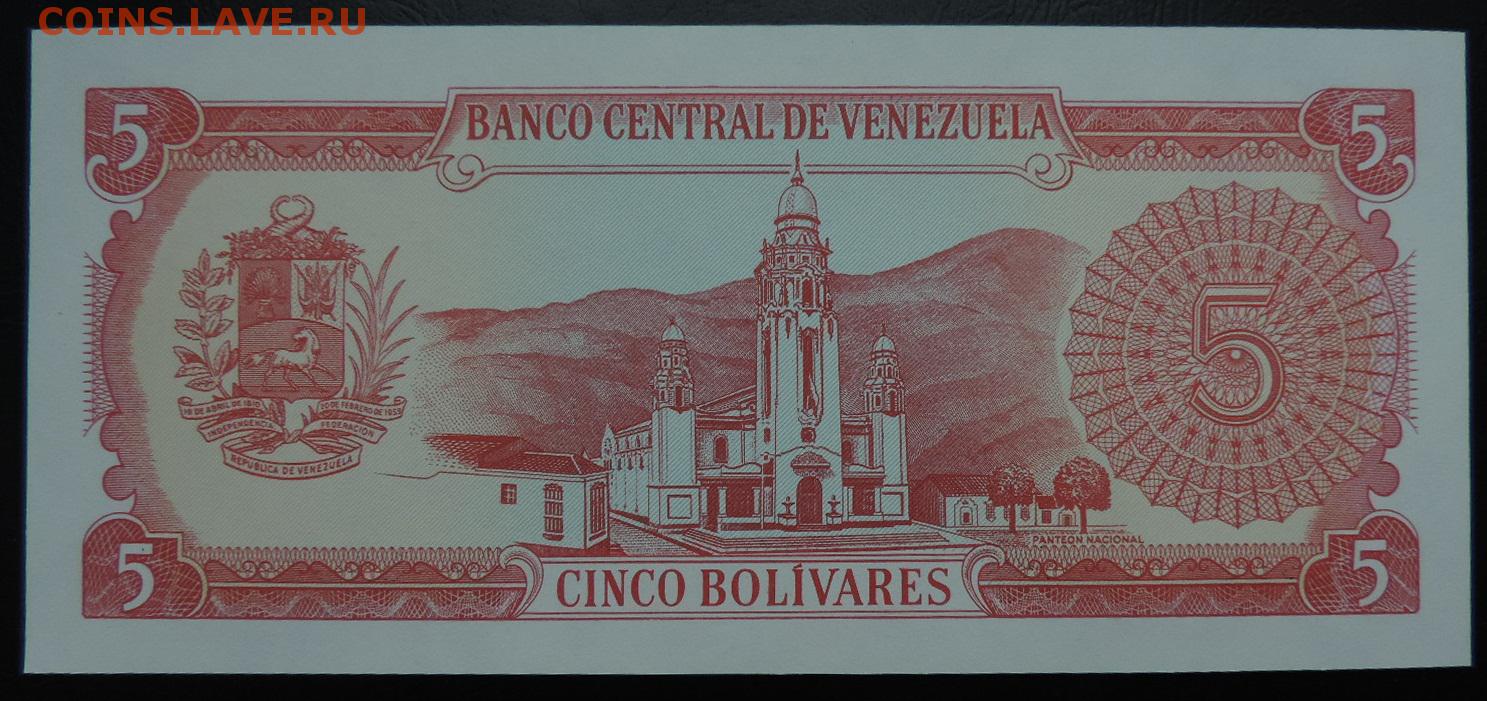 COINS.LAVE.RU
BANCO CENTRAL DE VENEZUELA
5
5
5
19 DE ABRIL DE 1810
20 DE FEBRERO DE 1859
INDEPENDENCIA
FEDERACIÓN
REPUBLICA DE VENEZUELA
PANTEON NACIONAL
5
CINCO BOLÍVARES
5